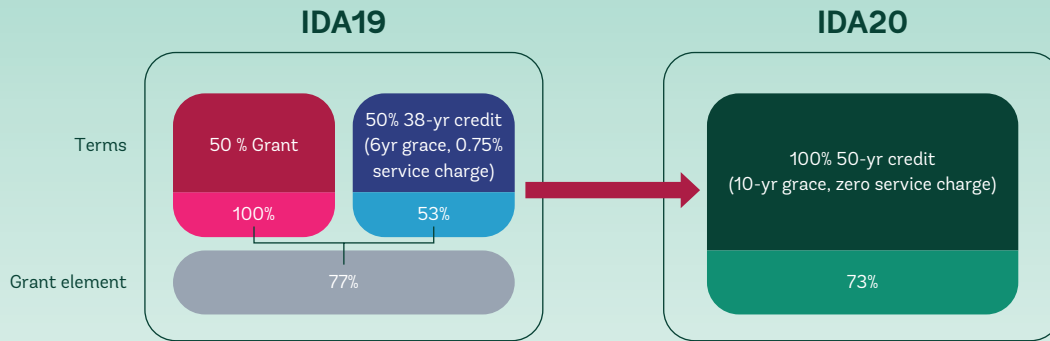 IDA19
IDA20
Terms
50 % Grant
50% 38-yr credit
(6yr grace, 0.75%
service charge)
100% 50-yr credit
(10-yr grace, zero service charge)
100%
53%
Grant element
77%
73%